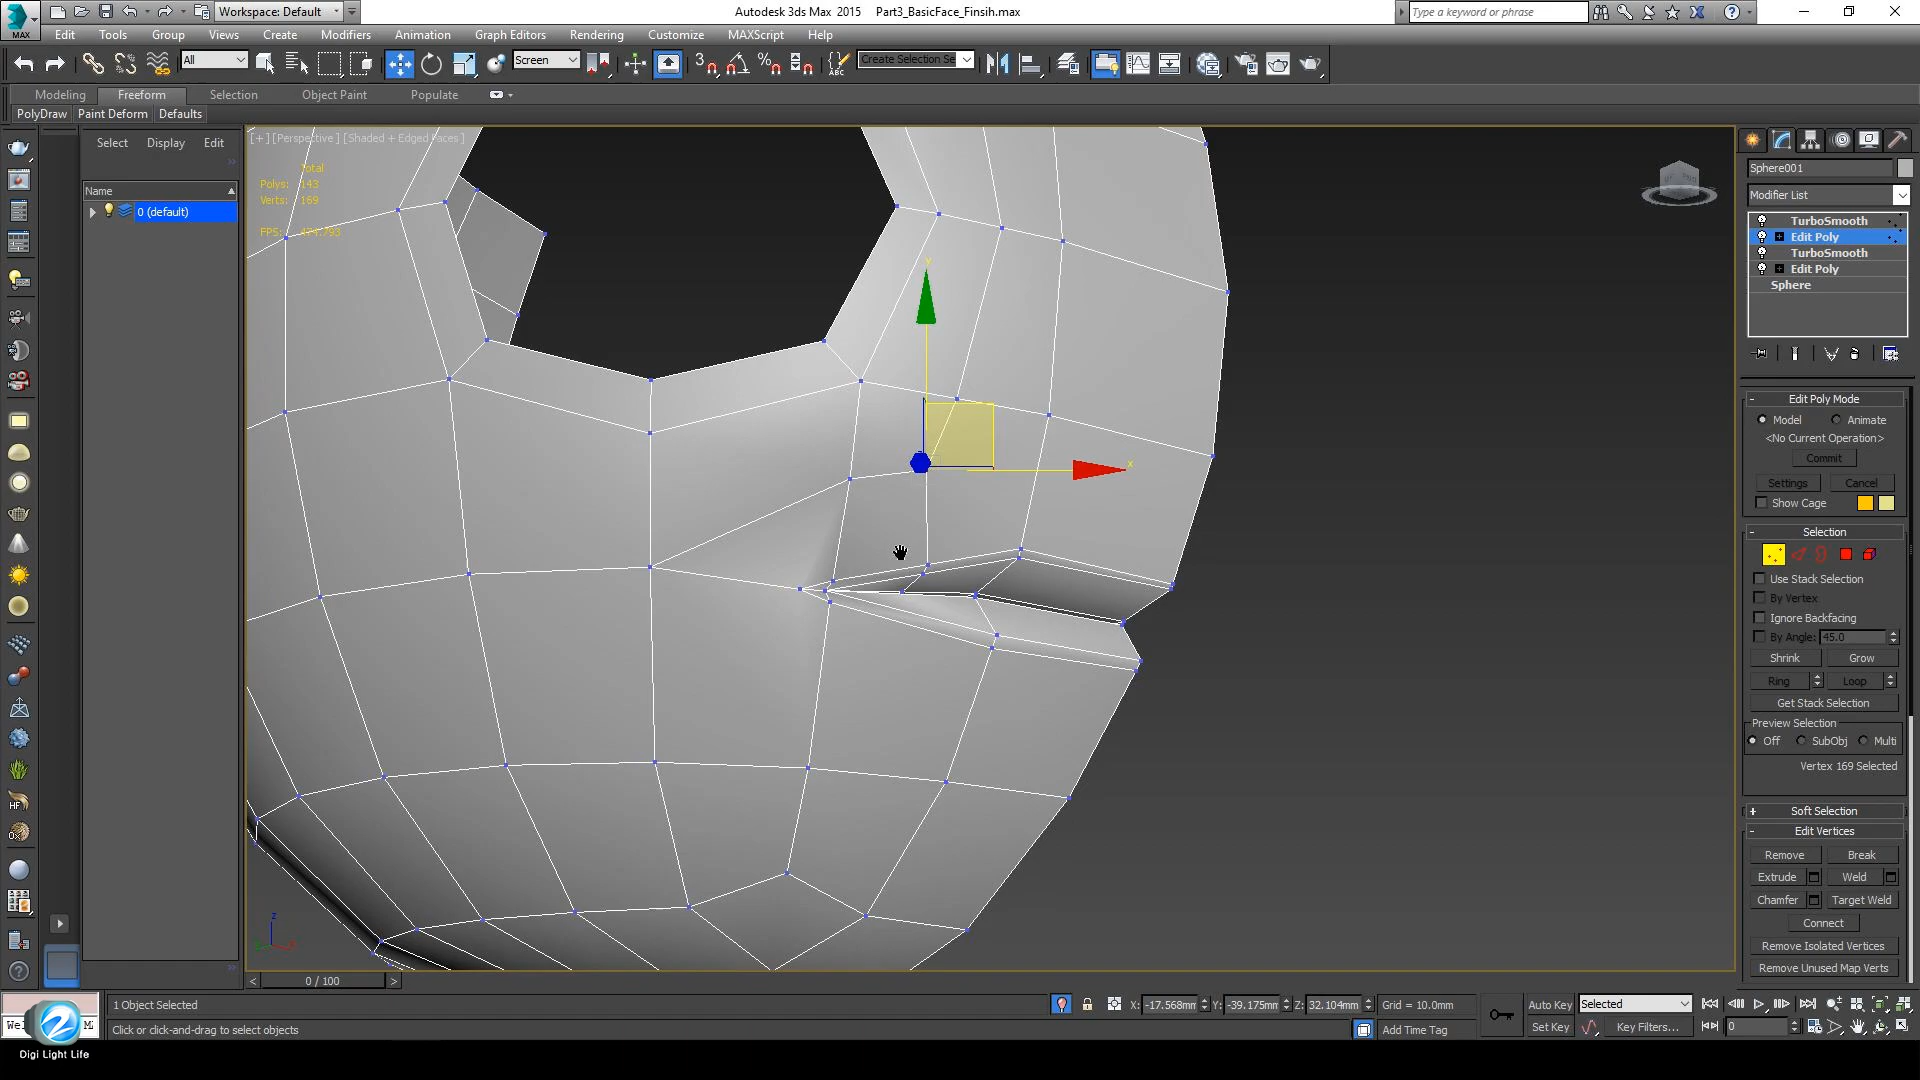 Workspace: Default
Autodesk 3ds Max 2015 Part3_BasicFace_Finsih.max
Type a keyword or phrase
MAX
Edit Tools Group Views Create Modifiers Animation Graph Editors Rendering Customize MAXScript Help
All
Screen
Create Selection Se
Modeling Freeform Selection Object Paint Populate
PolyDraw Paint Deform Defaults
Select Display Edit
Name
0 (default)
[+] [Perspective] [Shaded + Edged Faces]
Total
Polys: 143
Verts: 169
FPS: 474.793
y
x
z
Sphere001
Modifier List
TurboSmooth
Edit Poly
TurboSmooth
Edit Poly
Sphere
Edit Poly Mode
Model Animate
<No Current Operation>
Commit
Settings Cancel
Show Cage
Selection
Use Stack Selection
By Vertex
Ignore Backfacing
By Angle: 45.0
Shrink Grow
Ring Loop
Get Stack Selection
Preview Selection
Off SubObj Multi
Vertex 169 Selected
Soft Selection
Edit Vertices
Remove Break
Extrude Weld
Chamfer Target Weld
Connect
Remove Isolated Vertices
Remove Unused Map Verts
0 / 100
1 Object Selected
X: -17.568mm Y: -39.175mm Z: 32.104mm Grid = 10.0mm
Auto Key Selected
Click or click-and-drag to select objects
Add Time Tag
Set Key Key Filters... 0
Digi Light Life